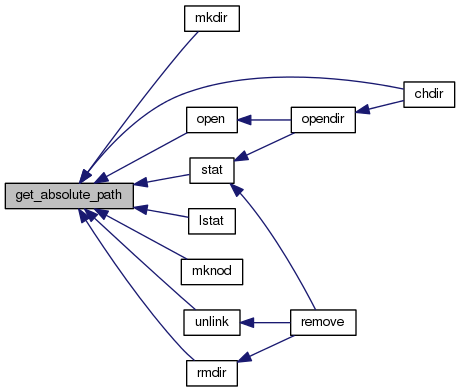 mkdir
chdir
open
opendir
stat
get_absolute_path
lstat
mknod
unlink
remove
rmdir